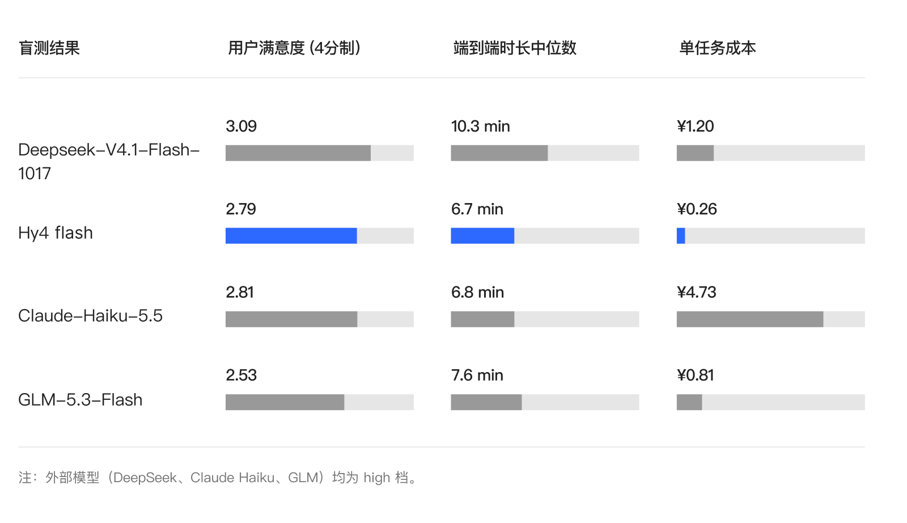 盲测结果 用户满意度 (4分制) 端到端时长中位数 单任务成本
3.09 10.3 min ¥1.20
Deepseek–V4.1–Flash–
1017
2.79 6.7 min ¥0.26
Hy4 flash
2.81 6.8 min ¥4.73
Claude–Haiku–5.5
2.53 7.6 min ¥0.81
GLM–5.3–Flash
注：外部模型（DeepSeek、Claude Haiku、GLM）均为 high 档。